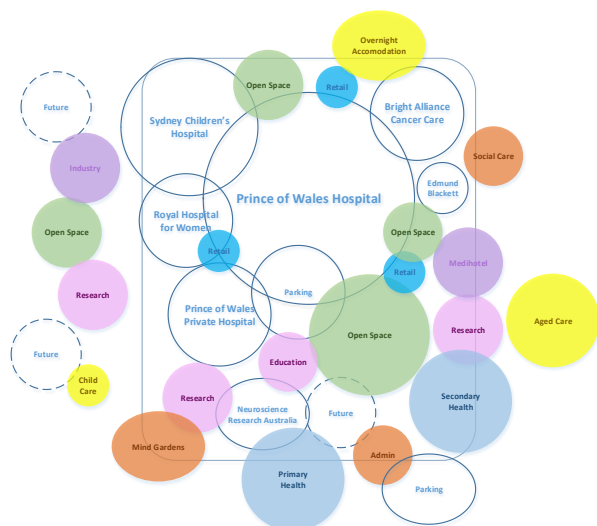 Overnight
Accomodation
Open Space
Retail
Future
Bright Alliance
Cancer Care
Sydney Children's
Hospital
Social Care
Industry
Edmund
Blackett
Prince of Wales Hospital
Royal Hospital
for Women
Open Space
Open Space
Retail
Medihotel
Retail
Research
Parking
Prince of Wales
Private Hospital
Aged Care
Research
Open Space
Future
Education
Child
Care
Research
Secondary
Health
Neuroscience
Research Australia
Future
Mind Gardens
Admin
Primary
Health
Parking